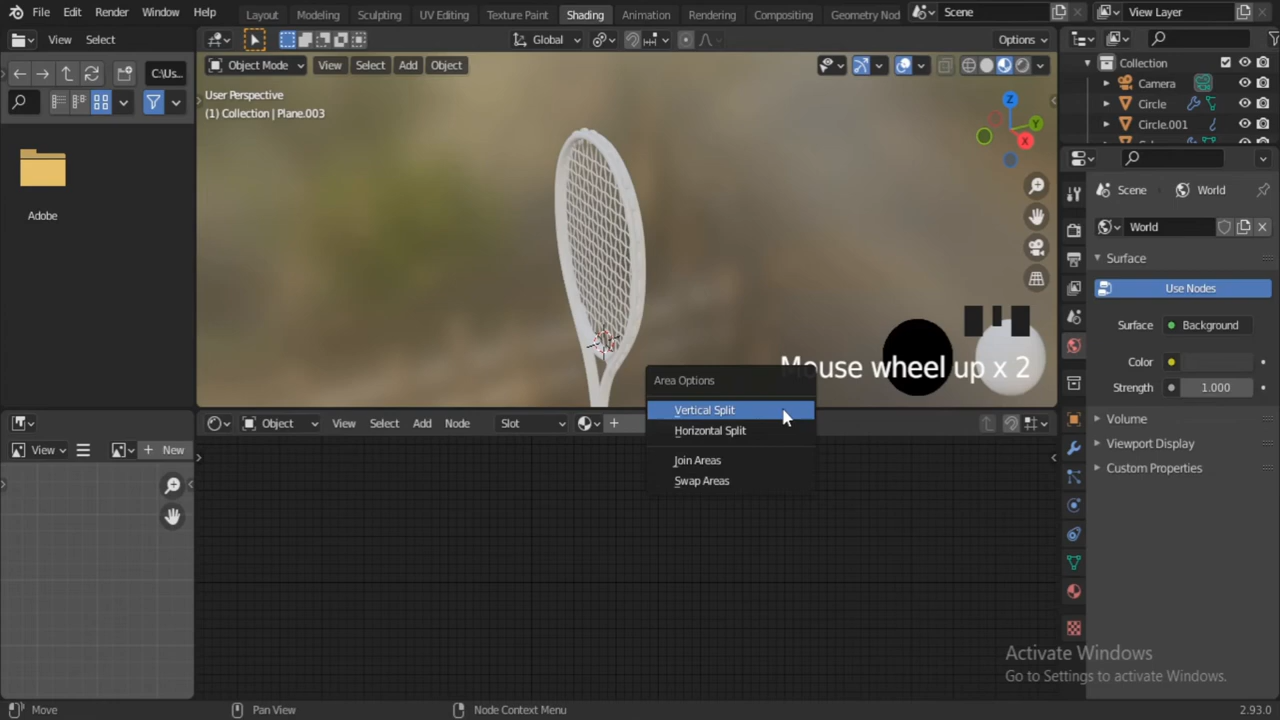 File Edit Render Window Help Layout Modeling Sculpting UV Editing Texture Paint Shading Animation Rendering Compositing Geometry Nod Scene View Layer
View Select Global Options
C:\Us... Object Mode View Select Add Object
User Perspective
(1) Collection | Plane.003
Collection
Camera
Circle
Circle.001
Z
Y
X
Adobe
Scene World
World
Surface
Use Nodes
Surface: Background
Color
Strength 1.000
Volume
Viewport Display
Custom Properties
Mouse wheel up x 2
Area Options
Vertical Split
Horizontal Split
Join Areas
Swap Areas
Object View Select Add Node Slot
View New
Activate Windows
Go to Settings to activate Windows.
Move Pan View Node Context Menu 2.93.0